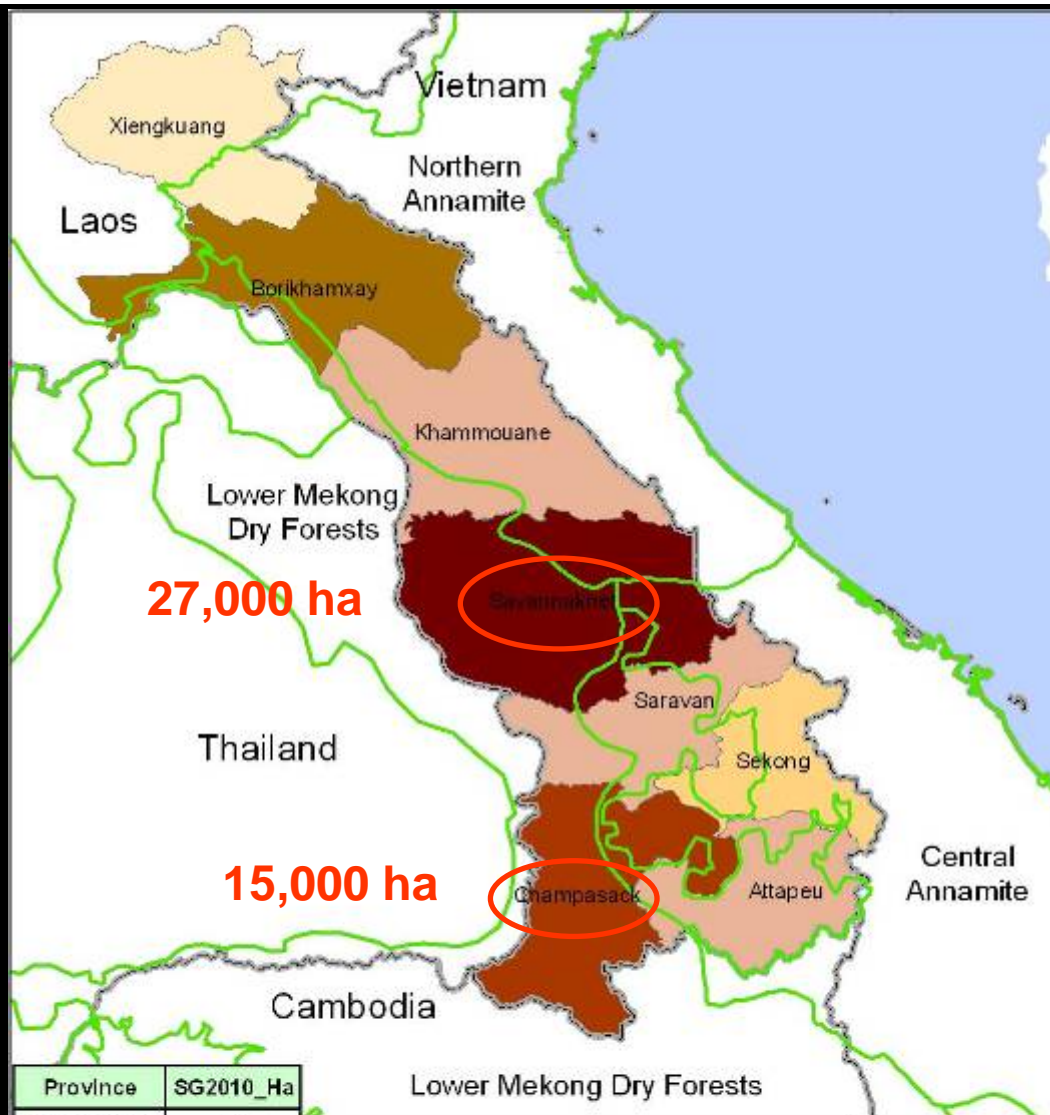 Vietnam
Xiengkuang
Northern
Annamite
Laos
Borikhamxay
Khammouane
Lower Mekong
Dry Forests
27,000 ha
Savannakhet
Saravan
Thailand
Sekong
15,000 ha
Champasack
Attapeu
Central
Annamite
Cambodia
Province SG2010_Ha
Lower Mekong Dry Forests